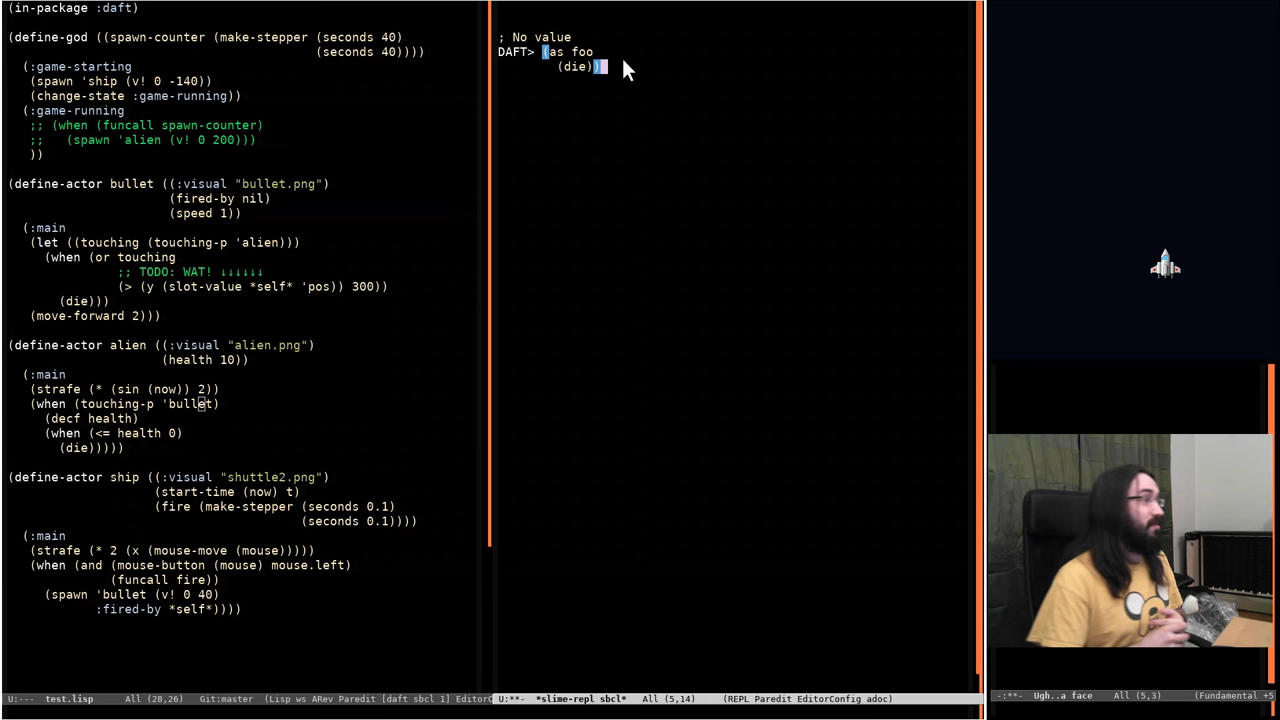 (in-package :daft)
(define-god ((spawn-counter (make-stepper (seconds 40)
(seconds 40))))
(:game-starting
(spawn 'ship (v! 0 -140))
(change-state :game-running))
(:game-running
;; (when (funcall spawn-counter)
;;   (spawn 'alien (v! 0 200)))
))
(define-actor bullet ((:visual "bullet.png")
(fired-by nil)
(speed 1))
(:main
(let ((touching (touching-p 'alien)))
(when (or touching
;; TODO: WAT! ↓↓↓↓↓↓
(> (y (slot-value *self* 'pos)) 300))
(die)))
(move-forward 2)))
(define-actor alien ((:visual "alien.png")
(health 10))
(:main
(strafe (* (sin (now)) 2))
(when (touching-p 'bullet)
(decf health)
(when (<= health 0)
(die)))))
(define-actor ship ((:visual "shuttle2.png")
(start-time (now) t)
(fire (make-stepper (seconds 0.1)
(seconds 0.1))))
(:main
(strafe (* 2 (x (mouse-move (mouse)))))
(when (and (mouse-button (mouse) mouse.left)
(funcall fire))
(spawn 'bullet (v! 0 40)
:fired-by *self*))))
U:--- test.lisp All (28,26) Git:master (Lisp ws ARev Paredit [daft sbcl 1] EditorC
; No value
DAFT> (as foo
(die))
U:**- *slime-repl sbcl* All (5,14) (REPL Paredit EditorConfig adoc)
-:**- Ugh..a face All (5,3) (Fundamental +5